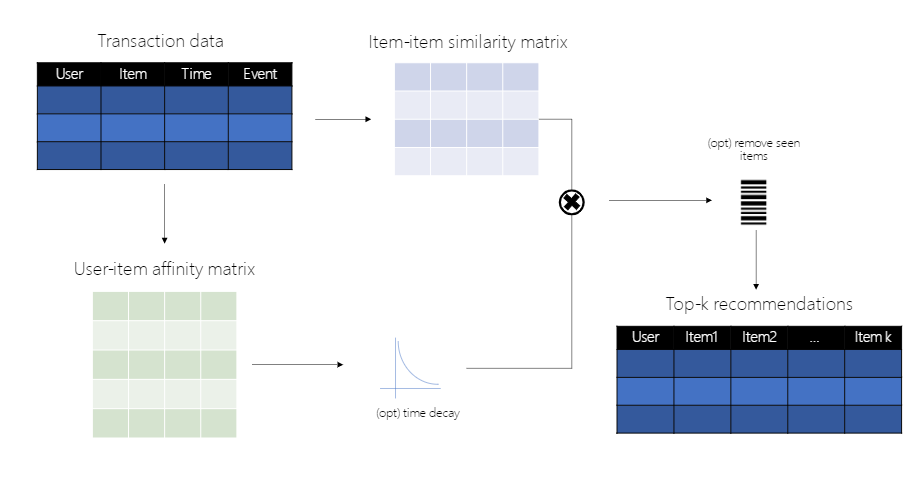 Transaction data
User Item Time Event
Item-item similarity matrix
(opt) remove seen
items
User-item affinity matrix
(opt) time decay
Top-k recommendations
User Item1 Item2 ... Item k